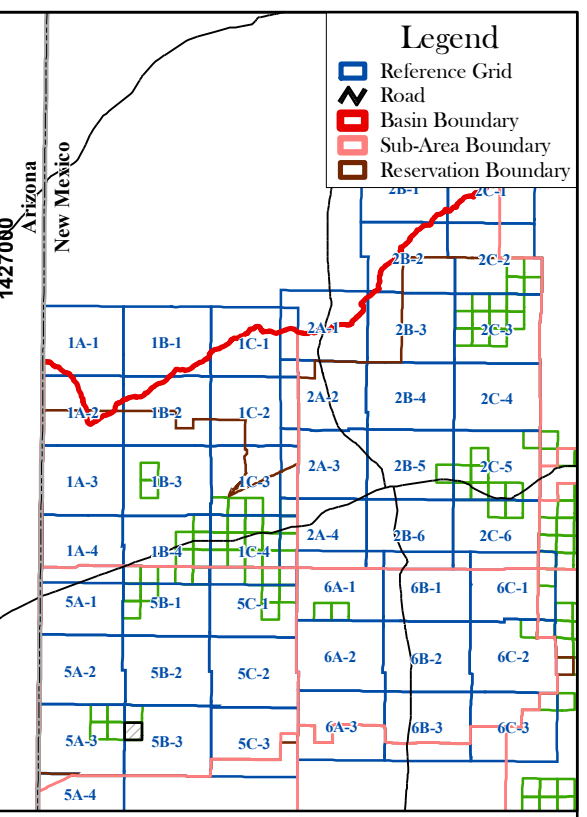 Legend
Reference Grid
Road
Basin Boundary
Sub-Area Boundary
Reservation Boundary
Arizona
New Mexico
1427000
2B-1
2C-1
2B-2
2C-2
1A-1
1B-1
1C-1
2A-1
2B-3
2C-3
1A-2
1B-2
1C-2
2A-2
2B-4
2C-4
1A-3
1B-3
1C-3
2A-3
2B-5
2C-5
1A-4
1B-4
1C-4
2A-4
2B-6
2C-6
5A-1
5B-1
5C-1
6A-1
6B-1
6C-1
5A-2
5B-2
5C-2
6A-2
6B-2
6C-2
5A-3
5B-3
5C-3
6A-3
6B-3
6C-3
5A-4